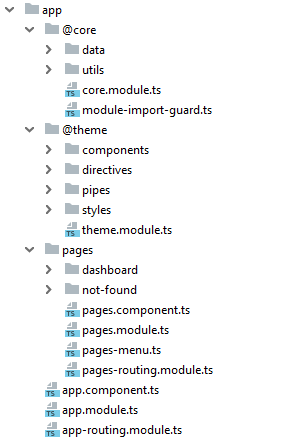 app
@core
data
utils
TS core.module.ts
TS module-import-guard.ts
@theme
components
directives
pipes
styles
TS theme.module.ts
pages
dashboard
not-found
TS pages.component.ts
TS pages.module.ts
TS pages-menu.ts
TS pages-routing.module.ts
TS app.component.ts
TS app.module.ts
TS app-routing.module.ts